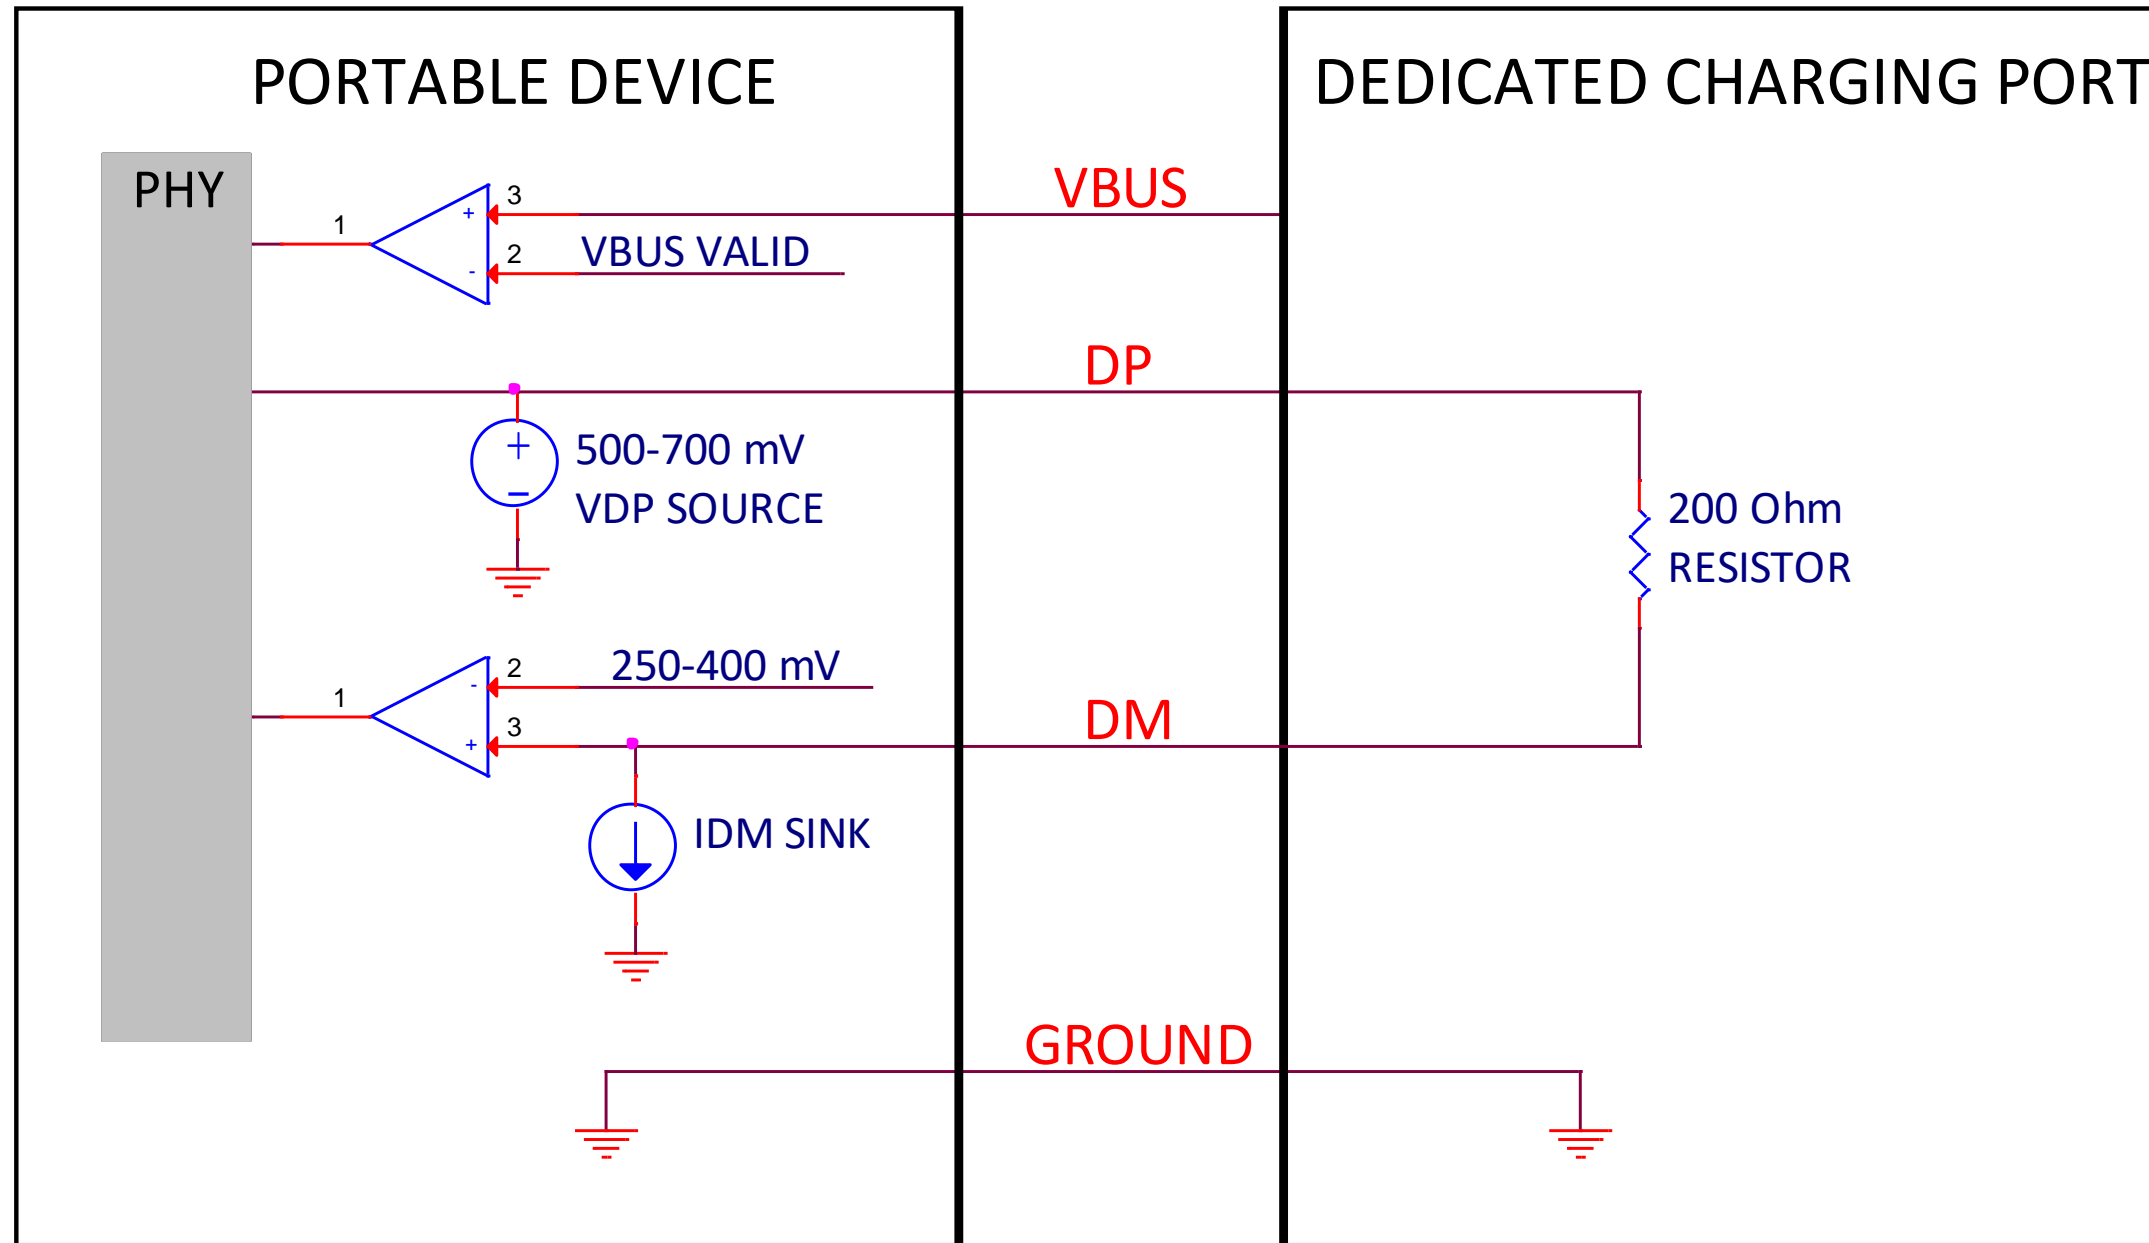 PORTABLE DEVICE
DEDICATED CHARGING PORT
PHY
1
+
3
VBUS
-
2
VBUS VALID
DP
+
500-700 mV
VDP SOURCE
200 Ohm
RESISTOR
1
-
2
250-400 mV
+
3
DM
IDM SINK
GROUND